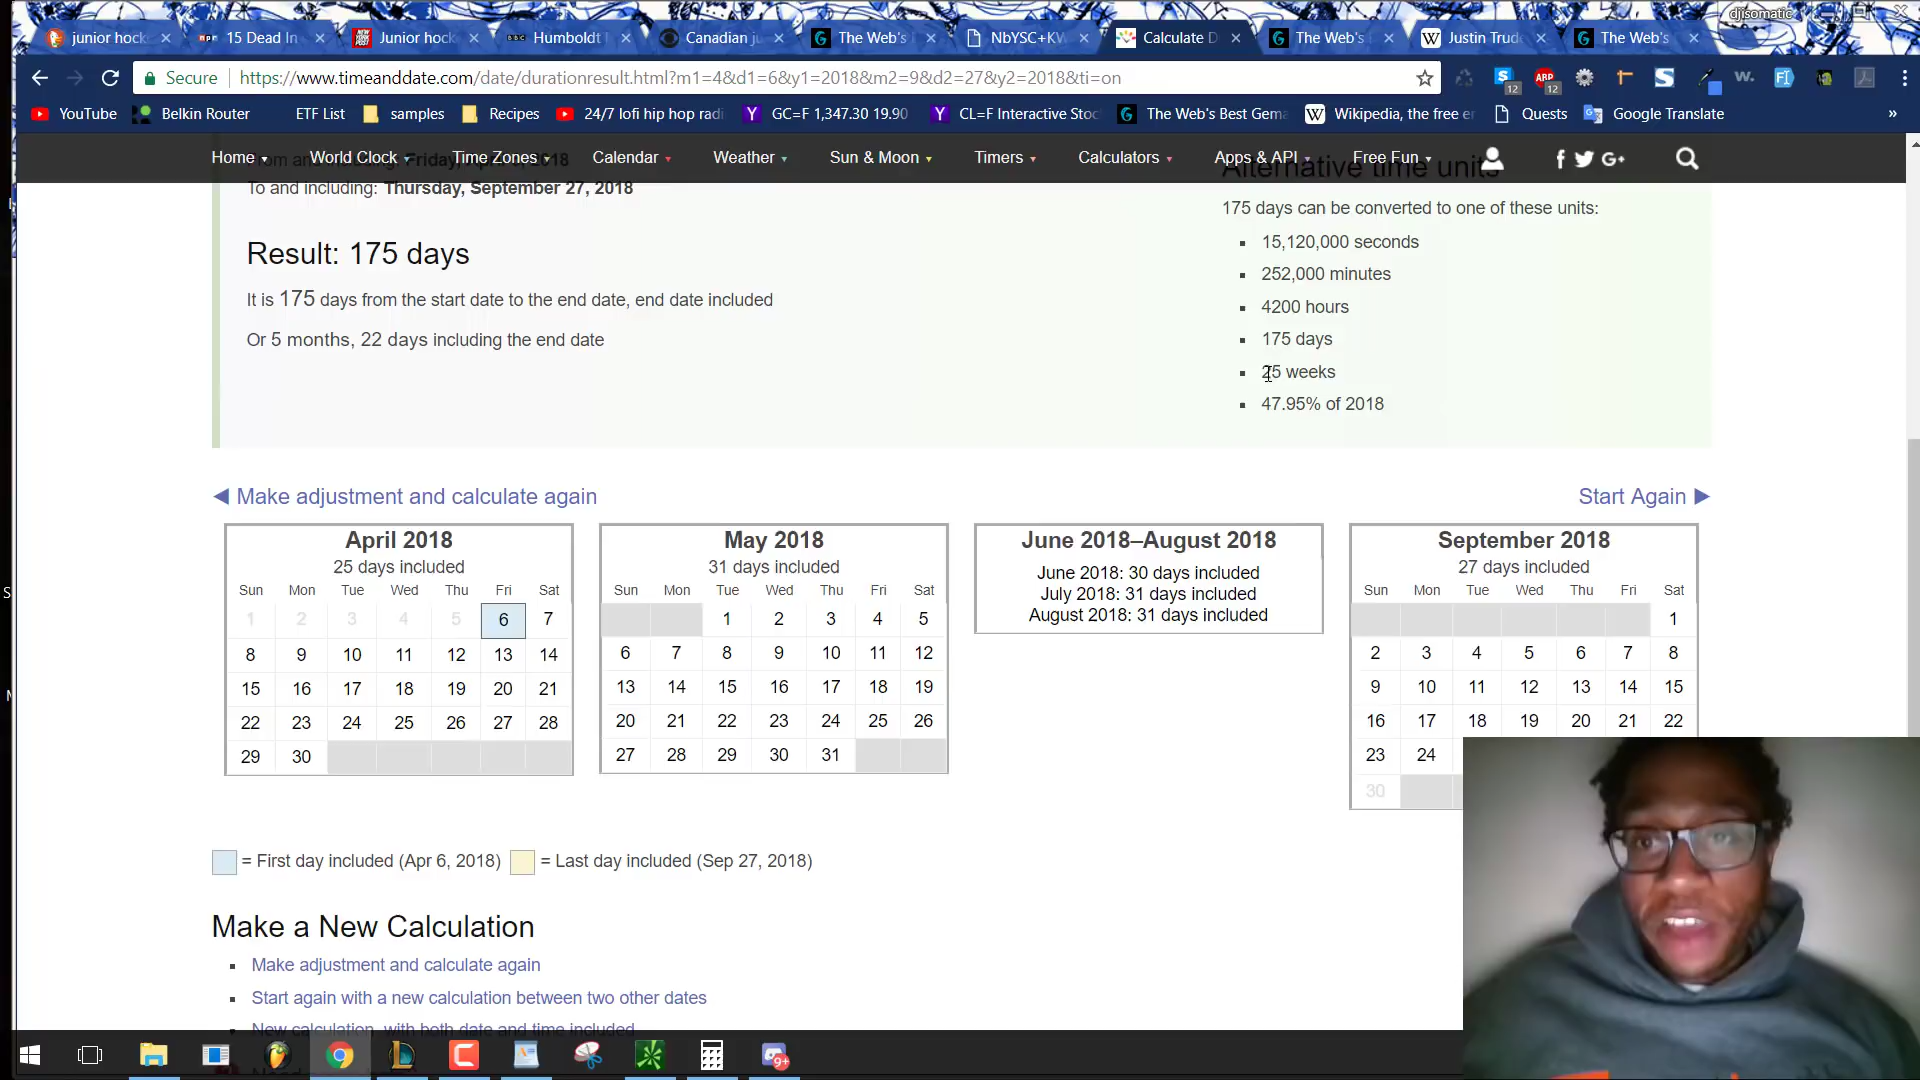 djisomatic
junior hock
15 Dead In
Junior hock
Humboldt
Canadian ju
The Web's
NbYSC+KW
Calculate D
The Web's
Justin Trude
The Web's
Secure https://www.timeanddate.com/date/durationresult.html?m1=4&d1=6&y1=2018&m2=9&d2=27&y2=2018&ti=on
YouTube Belkin Router ETF List samples Recipes 24/7 lofi hip hop radi GC=F 1,347.30 19.90 CL=F Interactive Stoc The Web's Best Gema Wikipedia, the free en Quests Google Translate »
Home World Clock Time Zones Calendar Weather Sun & Moon Timers Calculators Apps & API Free Fun
To and including: Thursday, September 27, 2018
Result: 175 days
It is 175 days from the start date to the end date, end date included
Or 5 months, 22 days including the end date
Alternative time units
175 days can be converted to one of these units:
15,120,000 seconds
252,000 minutes
4200 hours
175 days
25 weeks
47.95% of 2018
Make adjustment and calculate again
Start Again
April 2018
25 days included
Sun Mon Tue Wed Thu Fri Sat
1 2 3 4 5 6 7
8 9 10 11 12 13 14
15 16 17 18 19 20 21
22 23 24 25 26 27 28
29 30
May 2018
31 days included
Sun Mon Tue Wed Thu Fri Sat
1 2 3 4 5
6 7 8 9 10 11 12
13 14 15 16 17 18 19
20 21 22 23 24 25 26
27 28 29 30 31
June 2018–August 2018
June 2018: 30 days included
July 2018: 31 days included
August 2018: 31 days included
September 2018
27 days included
Sun Mon Tue Wed Thu Fri Sat
1
2 3 4 5 6 7 8
9 10 11 12 13 14 15
16 17 18 19 20 21 22
23 24
30
= First day included (Apr 6, 2018) = Last day included (Sep 27, 2018)
Make a New Calculation
Make adjustment and calculate again
Start again with a new calculation between two other dates
New calculation, with both date and time included